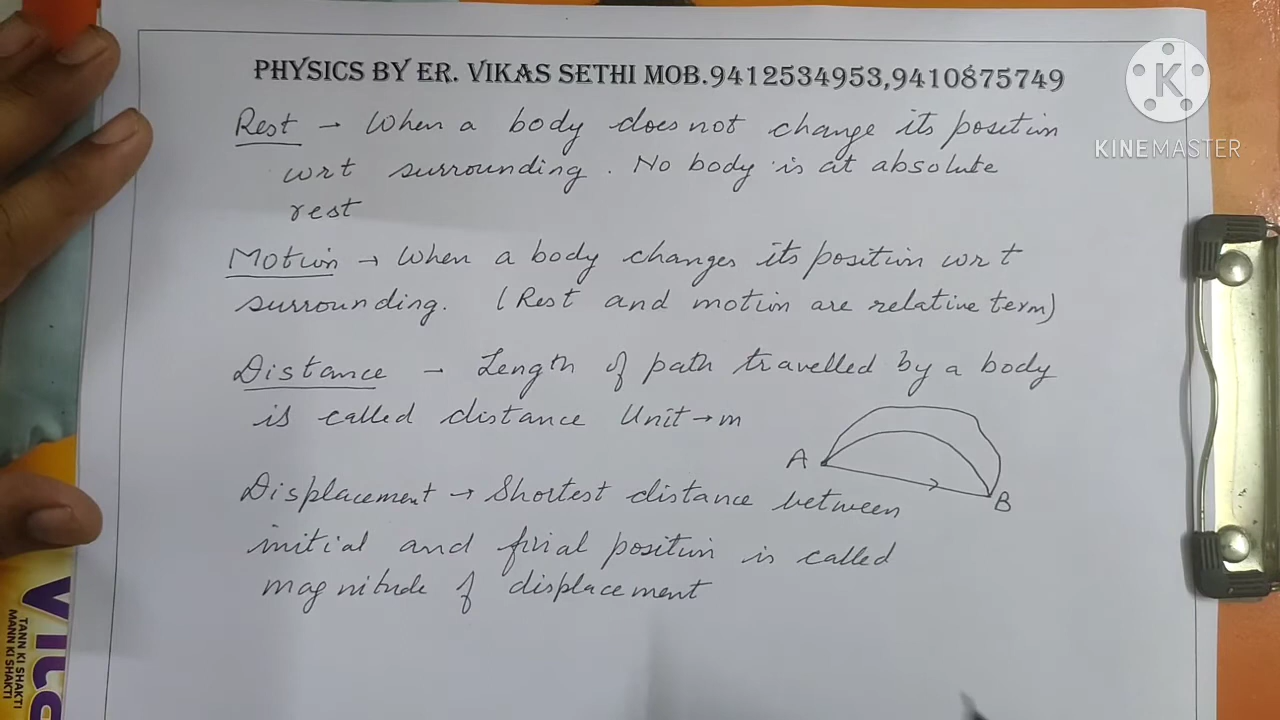 PHYSICS BY ER. VIKAS SETHI MOB.9412534953,9410875749
K
KINEMASTER
Rest - When a body does not change its position
wrt surrounding. No body is at absolute
rest
Motion → When a body changes its position wrt
surrounding. (Rest and motion are relative term)
Distance - Length of path travelled by a body
is called distance Unit → m
A
B
Displacement → Shortest distance between
initial and final position is called
magnitude of displacement
Vita
TANN KI SHAKTI
MANN KI SHAKTI